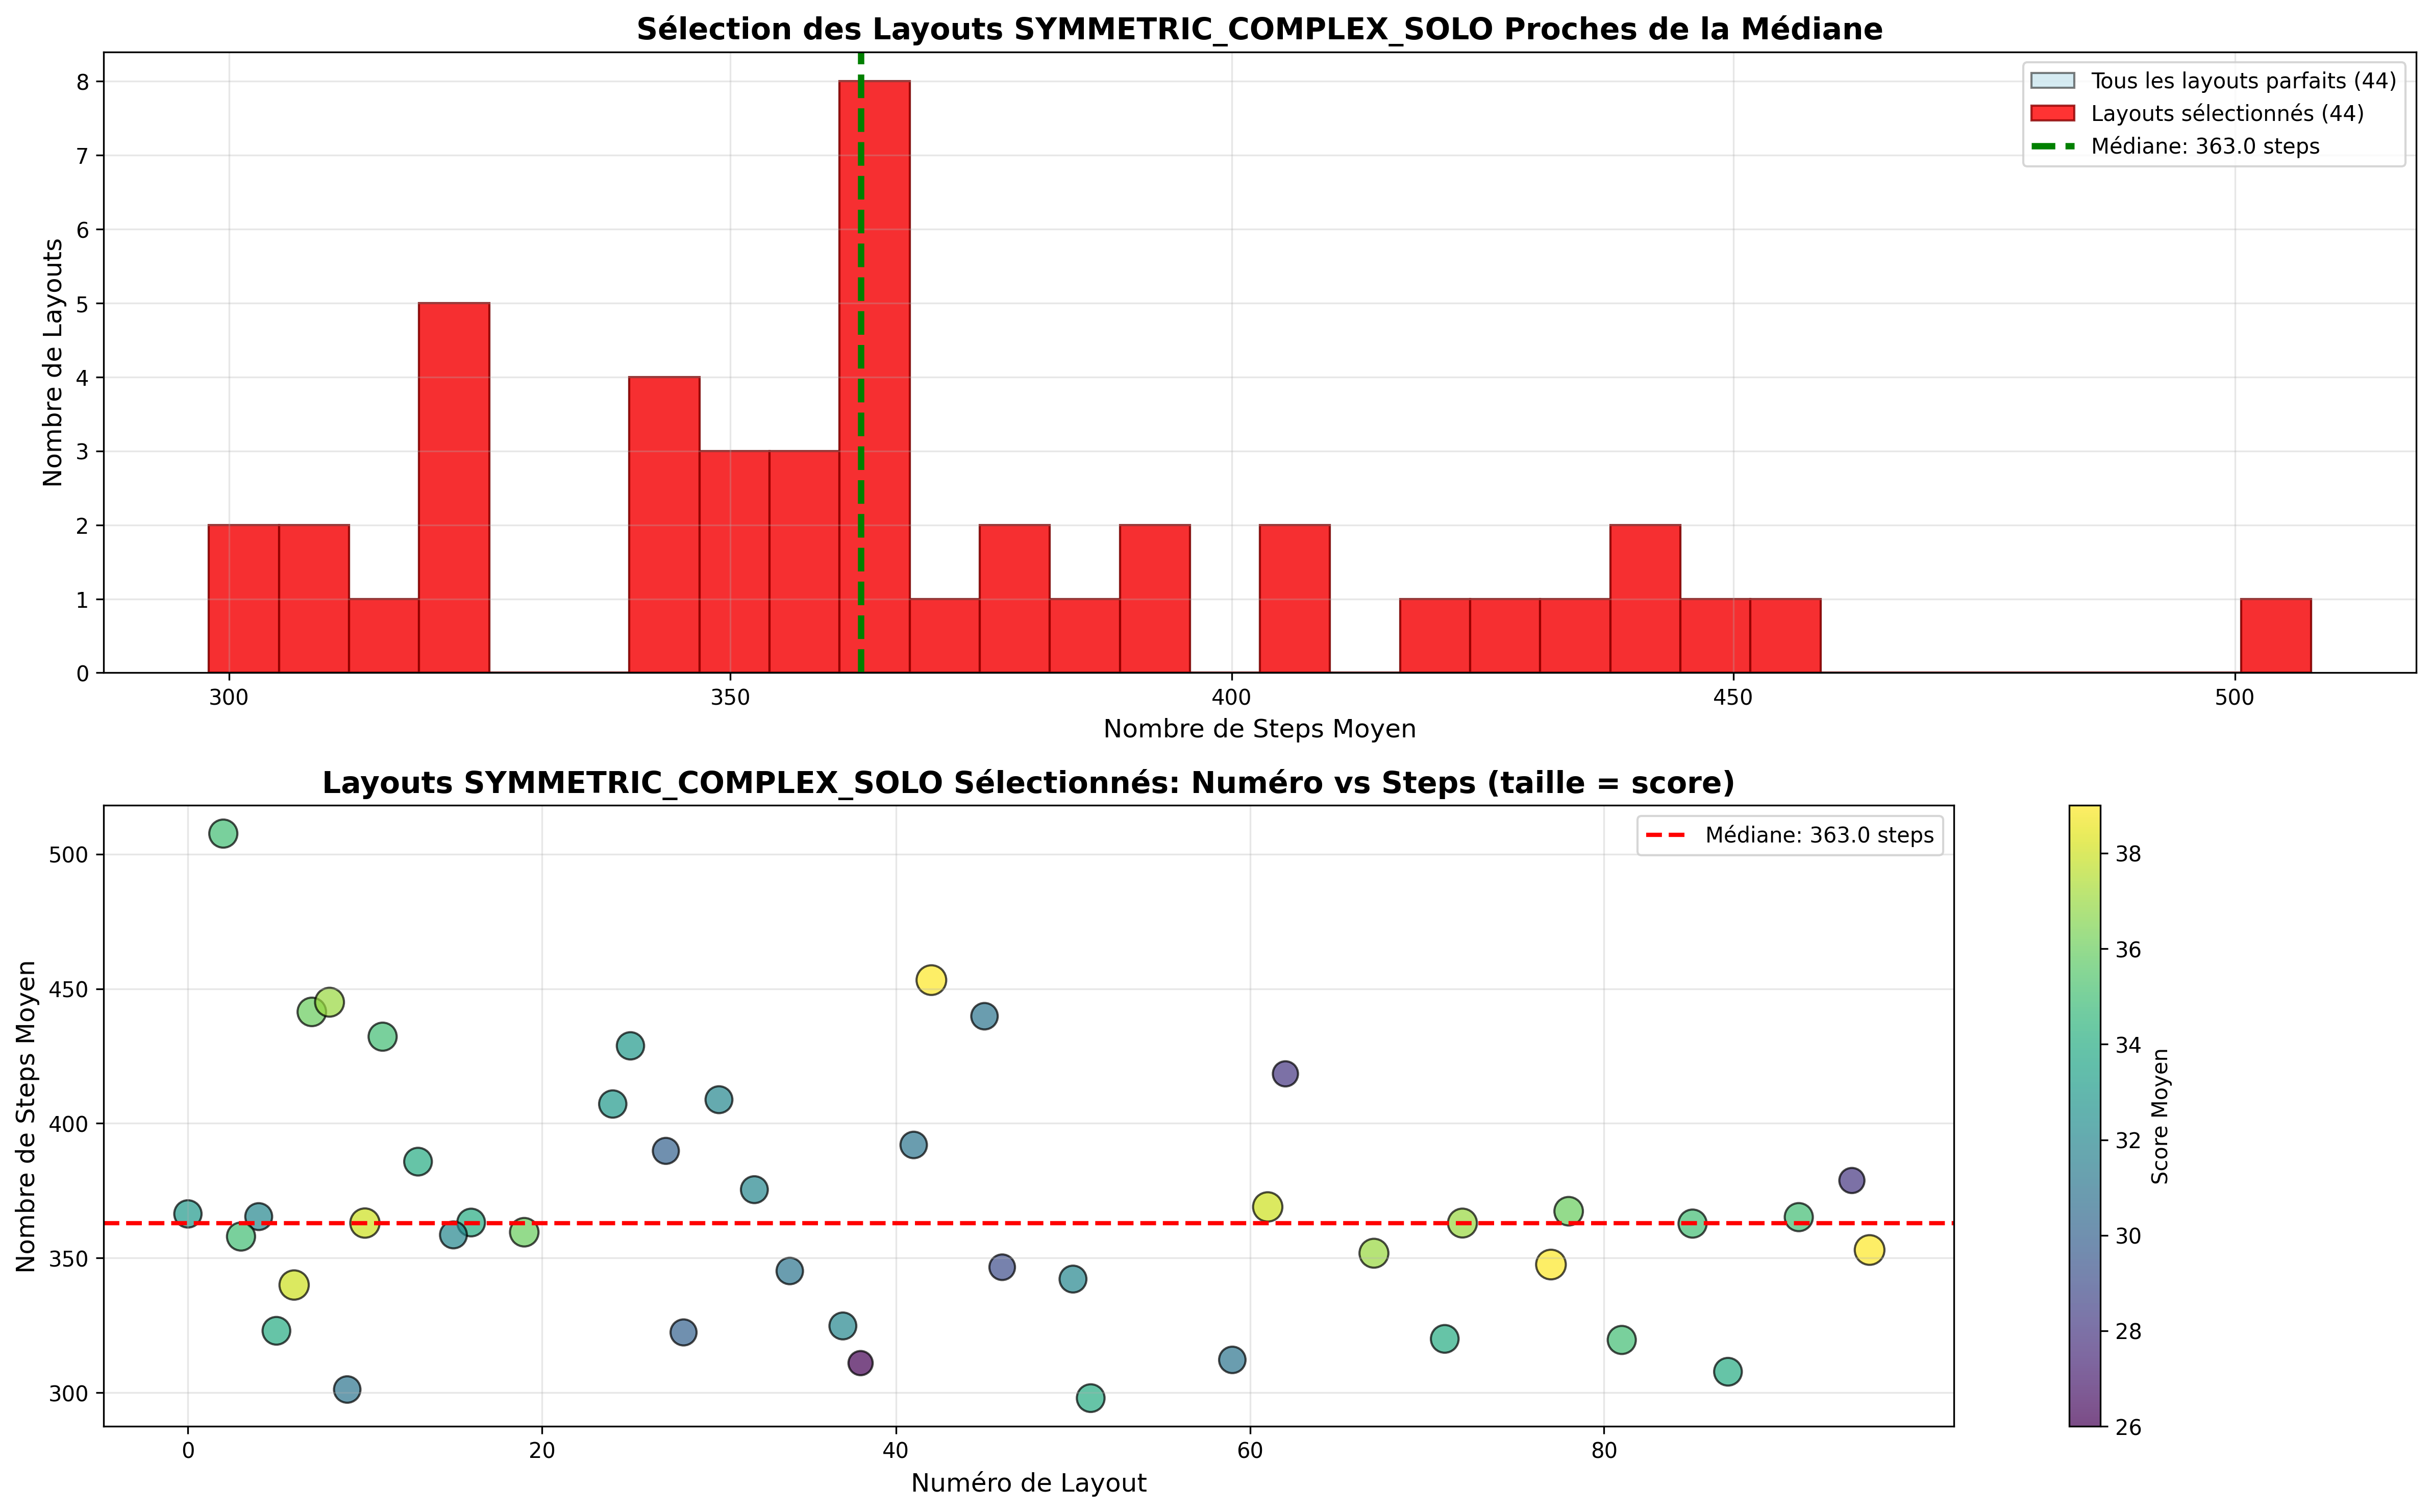 Sélection des Layouts SYMMETRIC_COMPLEX_SOLO Proches de la Médiane
Nombre de Layouts
8
7
6
5
4
3
2
1
0
Tous les layouts parfaits (44)
Layouts sélectionnés (44)
Médiane: 363.0 steps
300 350 400 450 500
Nombre de Steps Moyen
Layouts SYMMETRIC_COMPLEX_SOLO Sélectionnés: Numéro vs Steps (taille = score)
Nombre de Steps Moyen
500
450
400
350
300
Médiane: 363.0 steps
0 20 40 60 80
Numéro de Layout
38
36
34
32
30
28
26
Score Moyen